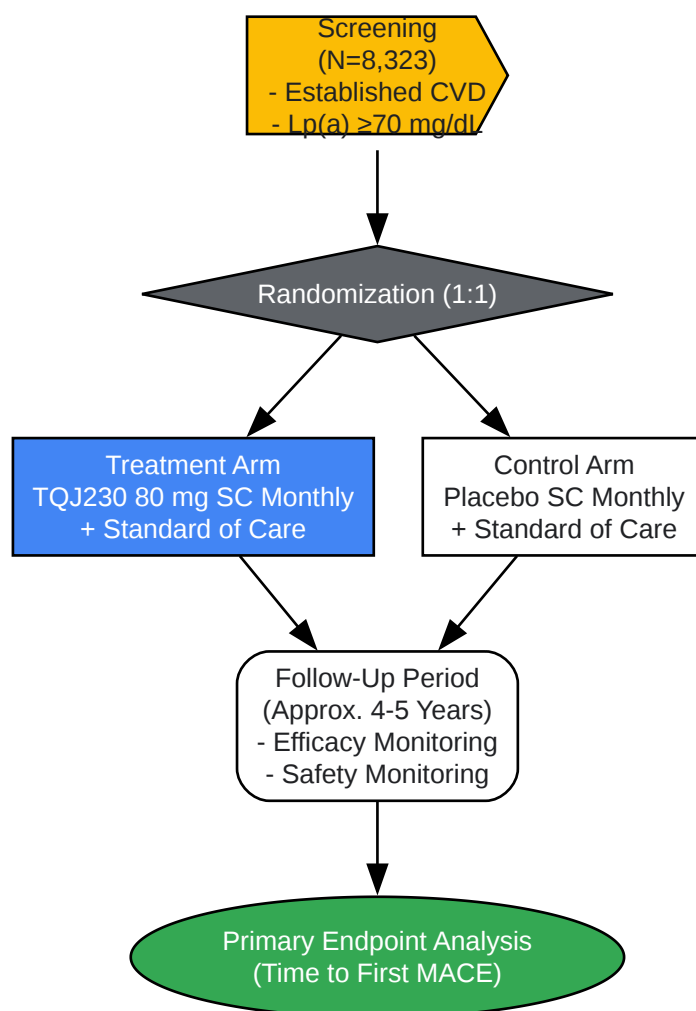 Screening
(N=8,323)
- Established CVD
- Lp(a) ≥70 mg/dL
Randomization (1:1)
Treatment Arm
TQJ230 80 mg SC Monthly
+ Standard of Care
Control Arm
Placebo SC Monthly
+ Standard of Care
Follow-Up Period
(Approx. 4-5 Years)
- Efficacy Monitoring
- Safety Monitoring
Primary Endpoint Analysis
(Time to First MACE)